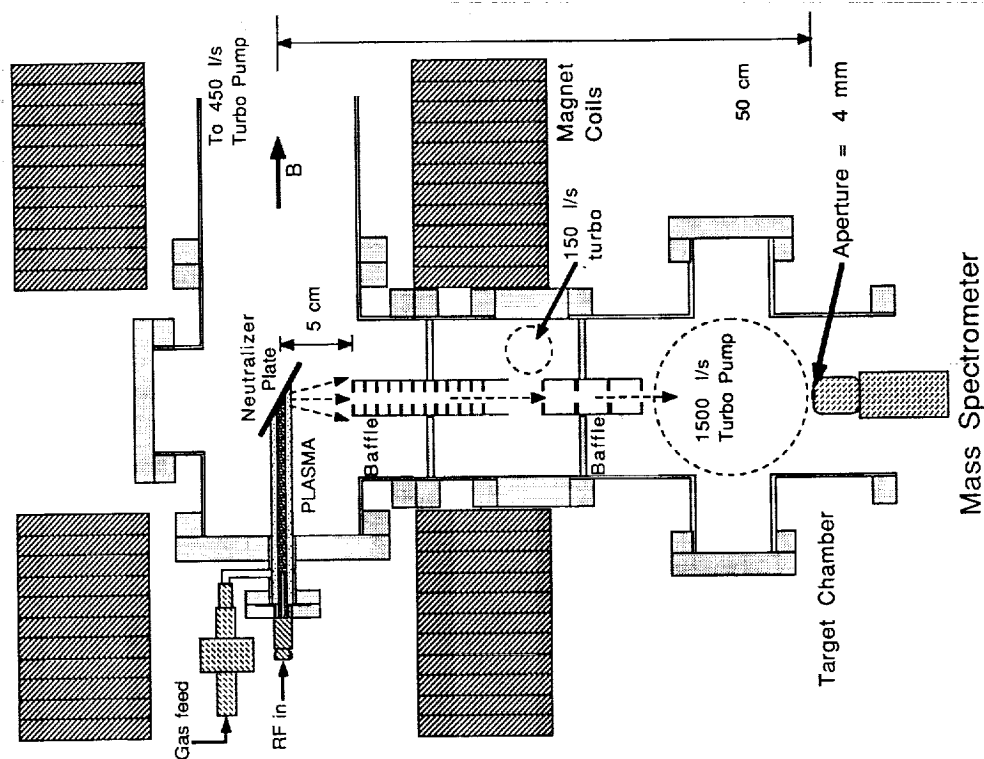 To 450 l/s
Turbo Pump
B
Neutralizer
Plate
5 cm
PLASMA
Gas feed
RF in
Baffle
Magnet
Coils
150 l/s
turbo
Baffle
50 cm
1500 l/s
Turbo Pump
Aperture = 4 mm
Target Chamber
Mass Spectrometer